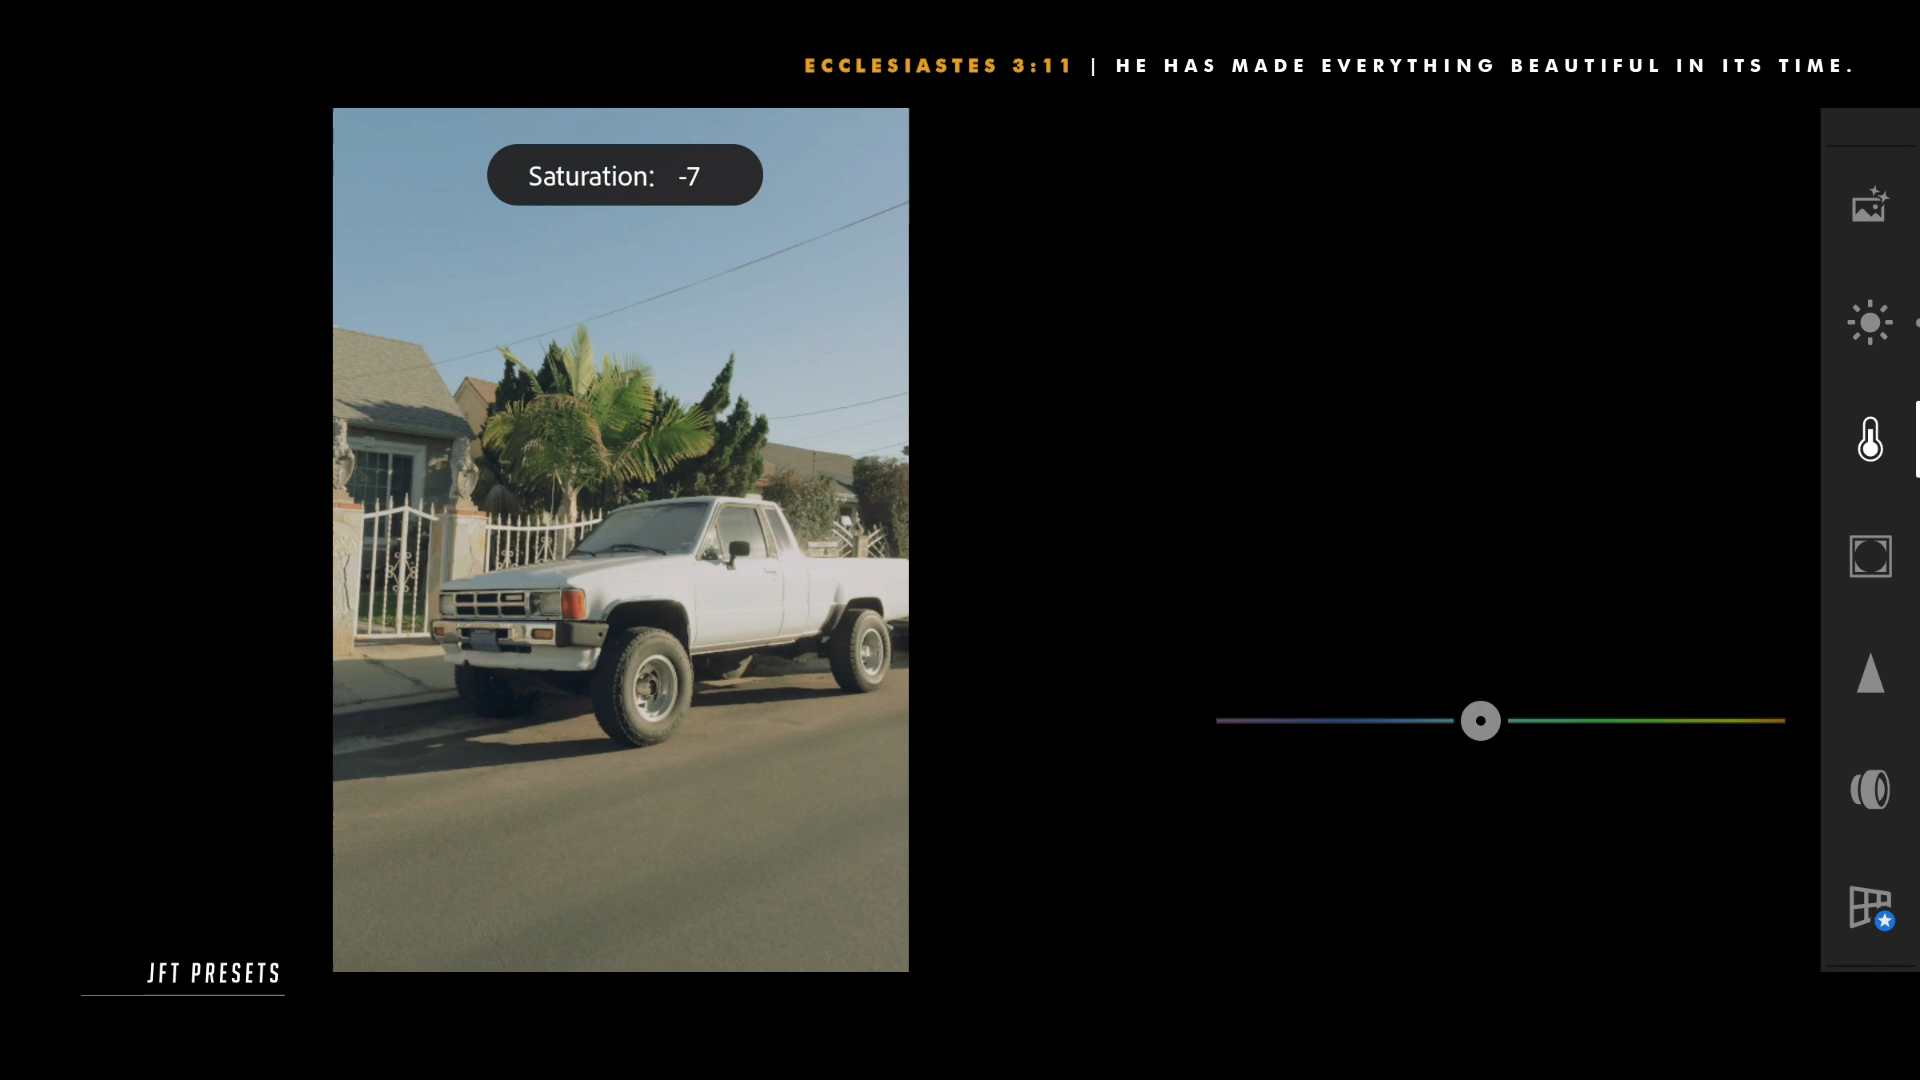 ECCLESIASTES 3:11 | HE HAS MADE EVERYTHING BEAUTIFUL IN ITS TIME.
Saturation: -7
JFT PRESETS